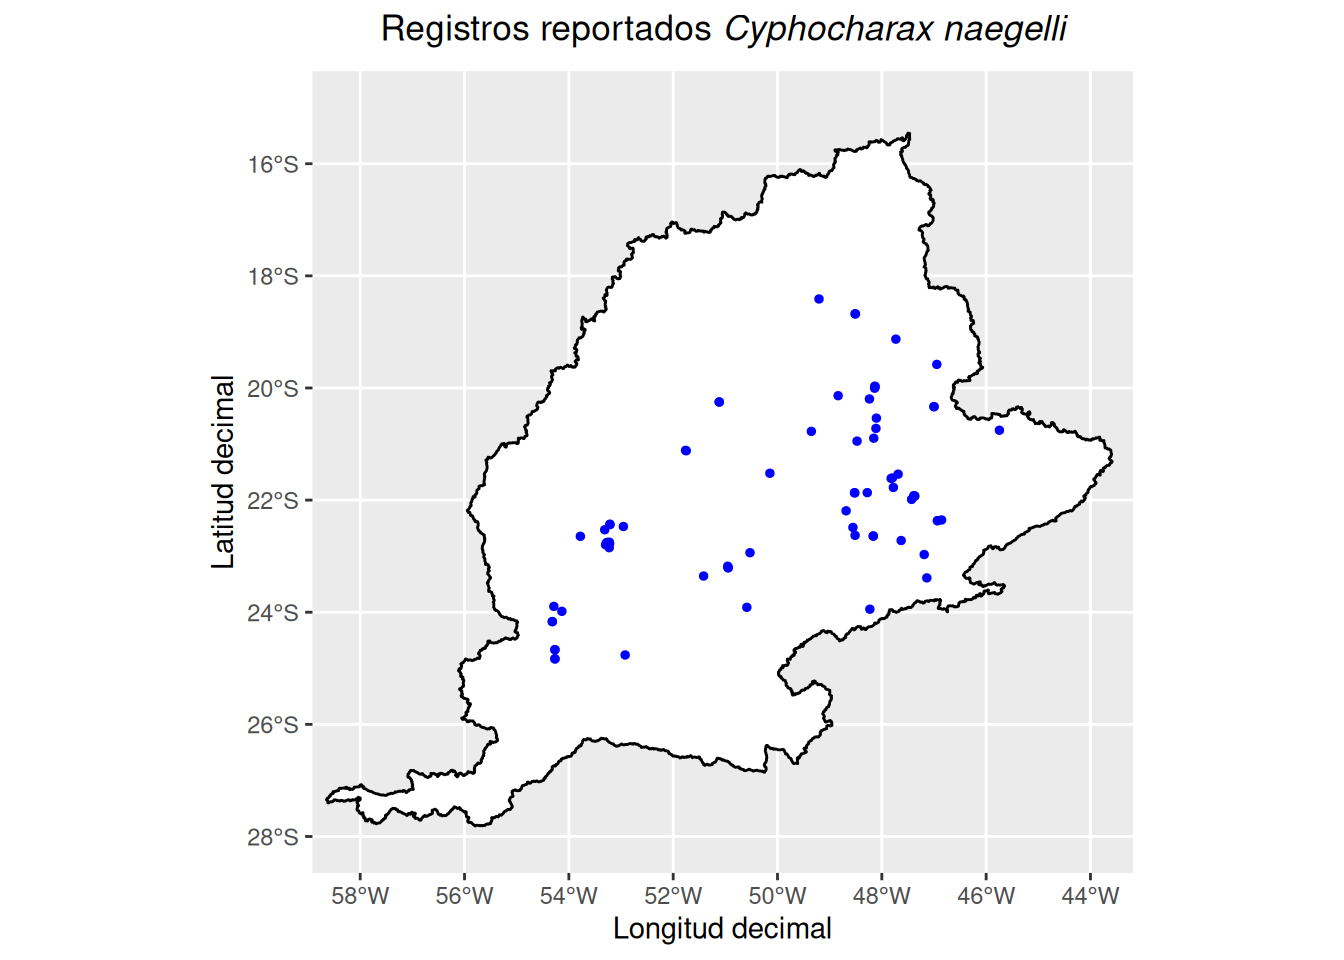 Registros reportados Cyphocharax naegelli
Latitud decimal
16°S
18°S
20°S
22°S
24°S
26°S
28°S
58°W 56°W 54°W 52°W 50°W 48°W 46°W 44°W
Longitud decimal